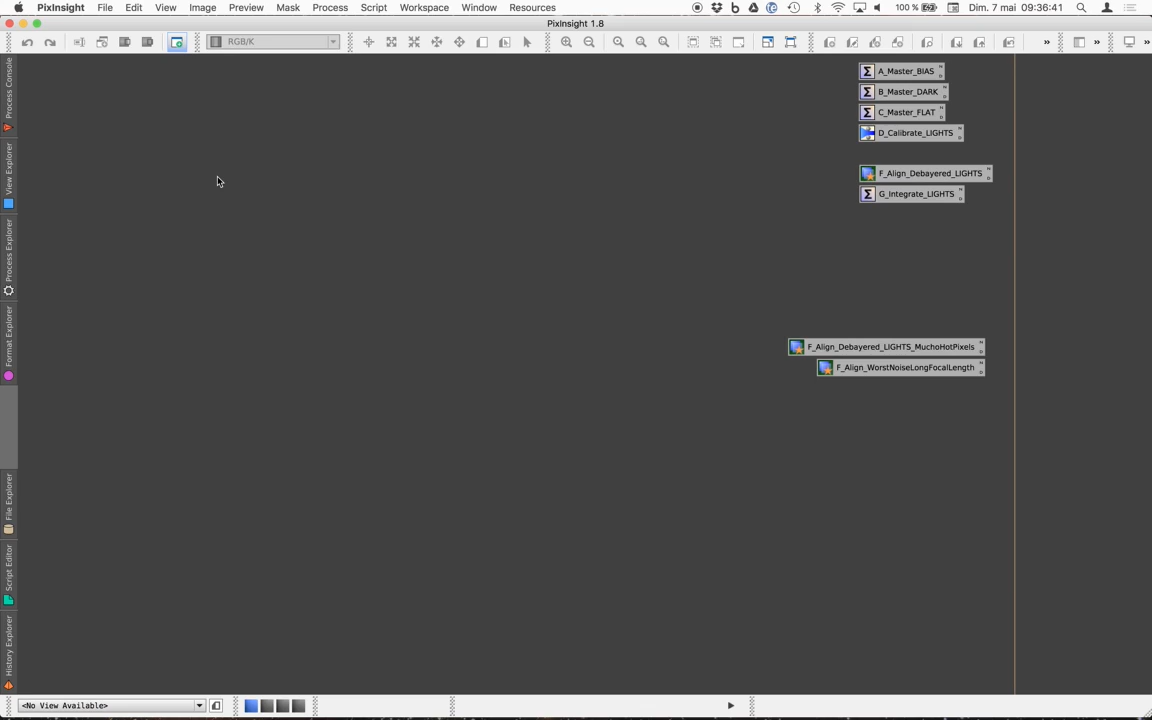 PixInsight File Edit View Image Preview Mask Process Script Workspace Window Resources 100 % Dim. 7 mai 09:36:41
PixInsight 1.8
RGB/K
» » »
Process Console
View Explorer
Process Explorer
Format Explorer
File Explorer
Script Editor
History Explorer
Σ A_Master_BIAS
Σ B_Master_DARK
Σ C_Master_FLAT
D_Calibrate_LIGHTS
F_Align_Debayered_LIGHTS
Σ G_Integrate_LIGHTS
F_Align_Debayered_LIGHTS_MuchoHotPixels
F_Align_WorstNoiseLongFocalLength
<No View Available>